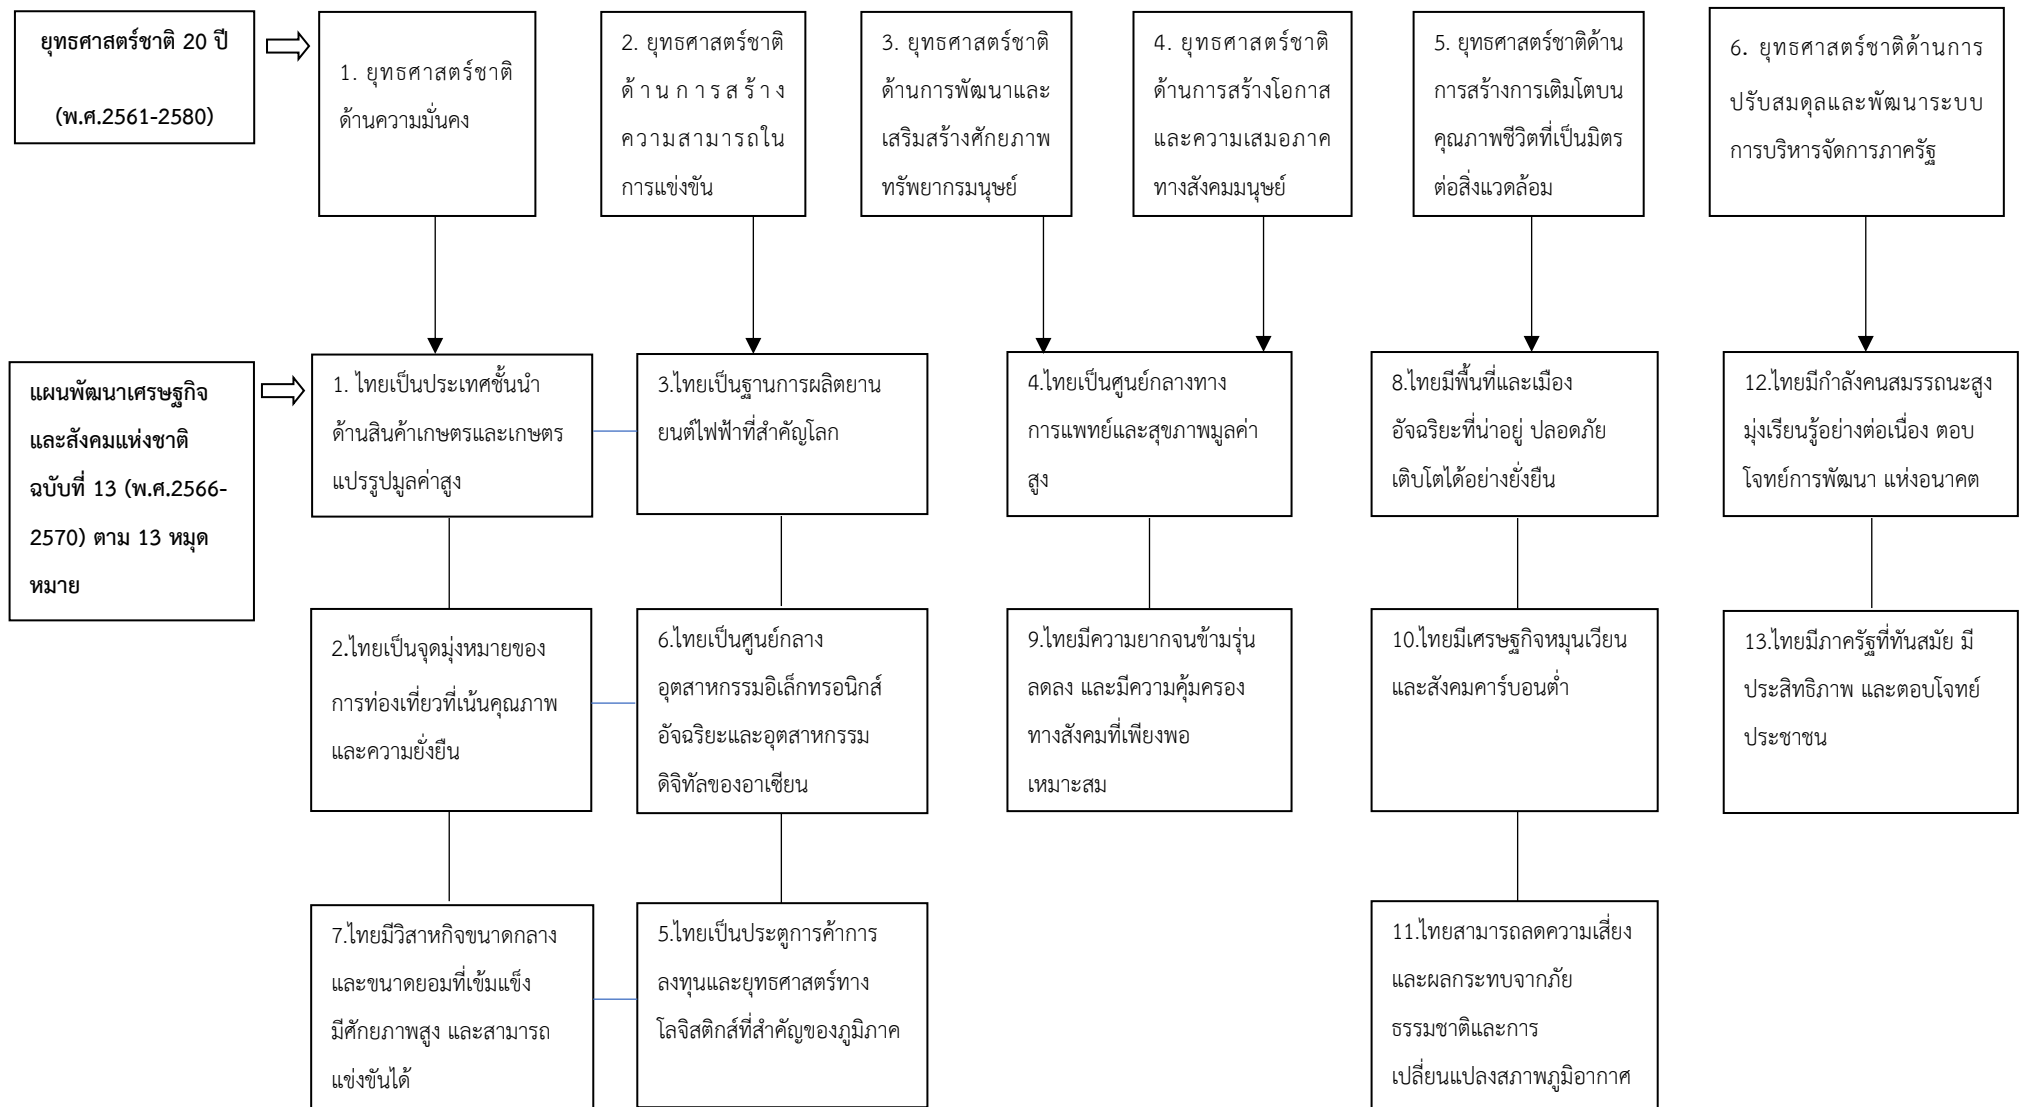 ยุทธศาสตร์ชาติ 20 ปี
(พ.ศ.2561-2580)
1. ยุทธศาสตร์ชาติ
ด้านความมั่นคง
2. ยุทธศาสตร์ชาติ
ด้านการสร้าง
ความสามารถใน
การแข่งขัน
3. ยุทธศาสตร์ชาติ
ด้านการพัฒนาและ
เสริมสร้างศักยภาพ
ทรัพยากรมนุษย์
4. ยุทธศาสตร์ชาติ
ด้านการสร้างโอกาส
และความเสมอภาค
ทางสังคมมนุษย์
5. ยุทธศาสตร์ชาติด้าน
การสร้างการเติมโตบน
คุณภาพชีวิตที่เป็นมิตร
ต่อสิ่งแวดล้อม
6. ยุทธศาสตร์ชาติด้านการ
ปรับสมดุลและพัฒนาระบบ
การบริหารจัดการภาครัฐ
แผนพัฒนาเศรษฐกิจ
และสังคมแห่งชาติ
ฉบับที่ 13 (พ.ศ.2566-
2570) ตาม 13 หมุด
หมาย
1. ไทยเป็นประเทศชั้นนำ
ด้านสินค้าเกษตรและเกษตร
แปรรูปมูลค่าสูง
3.ไทยเป็นฐานการผลิตยาน
ยนต์ไฟฟ้าที่สำคัญโลก
4.ไทยเป็นศูนย์กลางทาง
การแพทย์และสุขภาพมูลค่า
สูง
8.ไทยมีพื้นที่และเมือง
อัจฉริยะที่น่าอยู่ ปลอดภัย
เติบโตได้อย่างยั่งยืน
12.ไทยมีกำลังคนสมรรถนะสูง
มุ่งเรียนรู้อย่างต่อเนื่อง ตอบ
โจทย์การพัฒนา แห่งอนาคต
2.ไทยเป็นจุดมุ่งหมายของ
การท่องเที่ยวที่เน้นคุณภาพ
และความยั่งยืน
6.ไทยเป็นศูนย์กลาง
อุตสาหกรรมอิเล็กทรอนิกส์
อัจฉริยะและอุตสาหกรรม
ดิจิทัลของอาเซียน
9.ไทยมีความยากจนข้ามรุ่น
ลดลง และมีความคุ้มครอง
ทางสังคมที่เพียงพอ
เหมาะสม
10.ไทยมีเศรษฐกิจหมุนเวียน
และสังคมคาร์บอนต่ำ
13.ไทยมีภาครัฐที่ทันสมัย มี
ประสิทธิภาพ และตอบโจทย์
ประชาชน
7.ไทยมีวิสาหกิจขนาดกลาง
และขนาดยอมที่เข้มแข็ง
มีศักยภาพสูง และสามารถ
แข่งขันได้
5.ไทยเป็นประตูการค้าการ
ลงทุนและยุทธศาสตร์ทาง
โลจิสติกส์ที่สำคัญของภูมิภาค
11.ไทยสามารถลดความเสี่ยง
และผลกระทบจากภัย
ธรรมชาติและการ
เปลี่ยนแปลงสภาพภูมิอากาศ